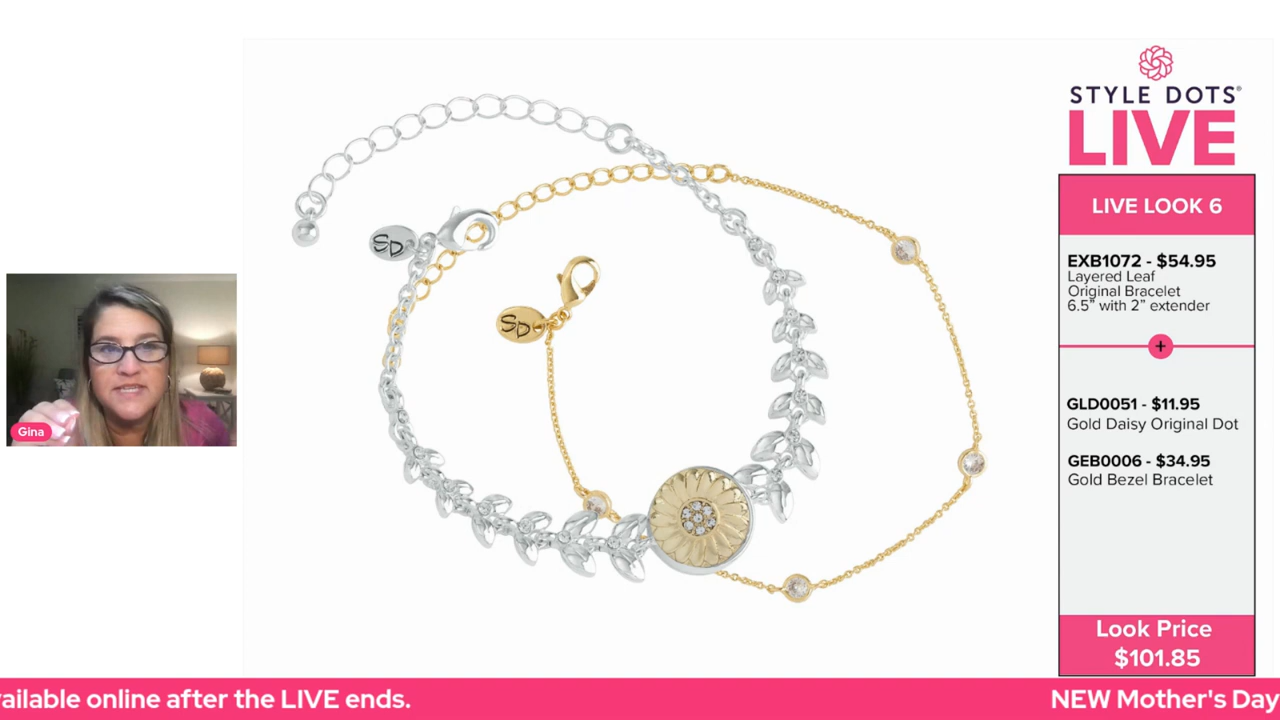 STYLE DOTS®
LIVE
LIVE LOOK 6
EXB1072 - $54.95
Layered Leaf
Original Bracelet
6.5” with 2” extender
+
GLD0051 - $11.95
Gold Daisy Original Dot
GEB0006 - $34.95
Gold Bezel Bracelet
Look Price
$101.85
SD
SD
Gina
vailable online after the LIVE ends.
NEW Mother's Day